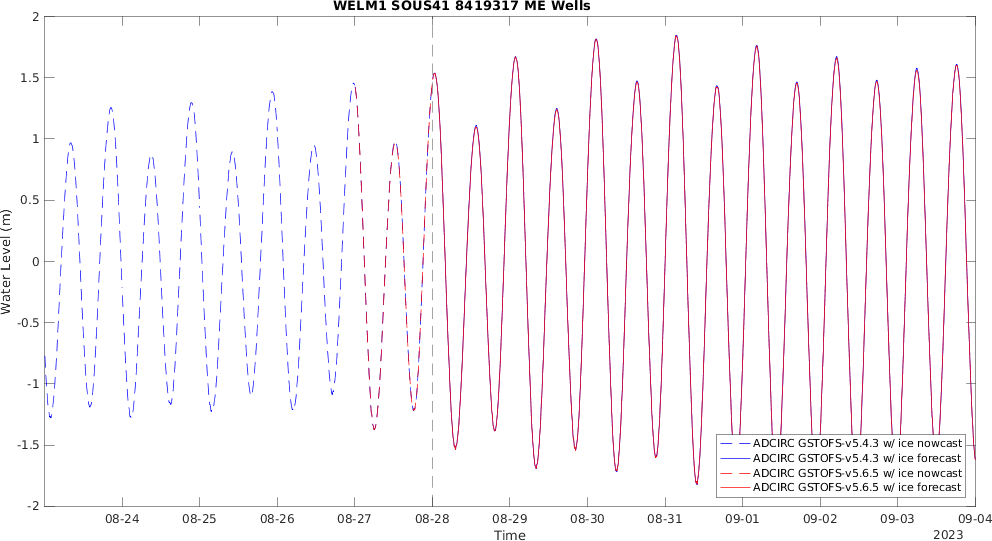 WELM1 SOUS41 8419317 ME Wells
Water Level (m)
2
1.5
1
0.5
0
-0.5
-1
-1.5
-2
ADCIRC GSTOFS-v5.4.3 w/ ice nowcast
ADCIRC GSTOFS-v5.4.3 w/ ice forecast
ADCIRC GSTOFS-v5.6.5 w/ ice nowcast
ADCIRC GSTOFS-v5.6.5 w/ ice forecast
08-24 08-25 08-26 08-27 08-28 08-29 08-30 08-31 09-01 09-02 09-03 09-04
Time
2023